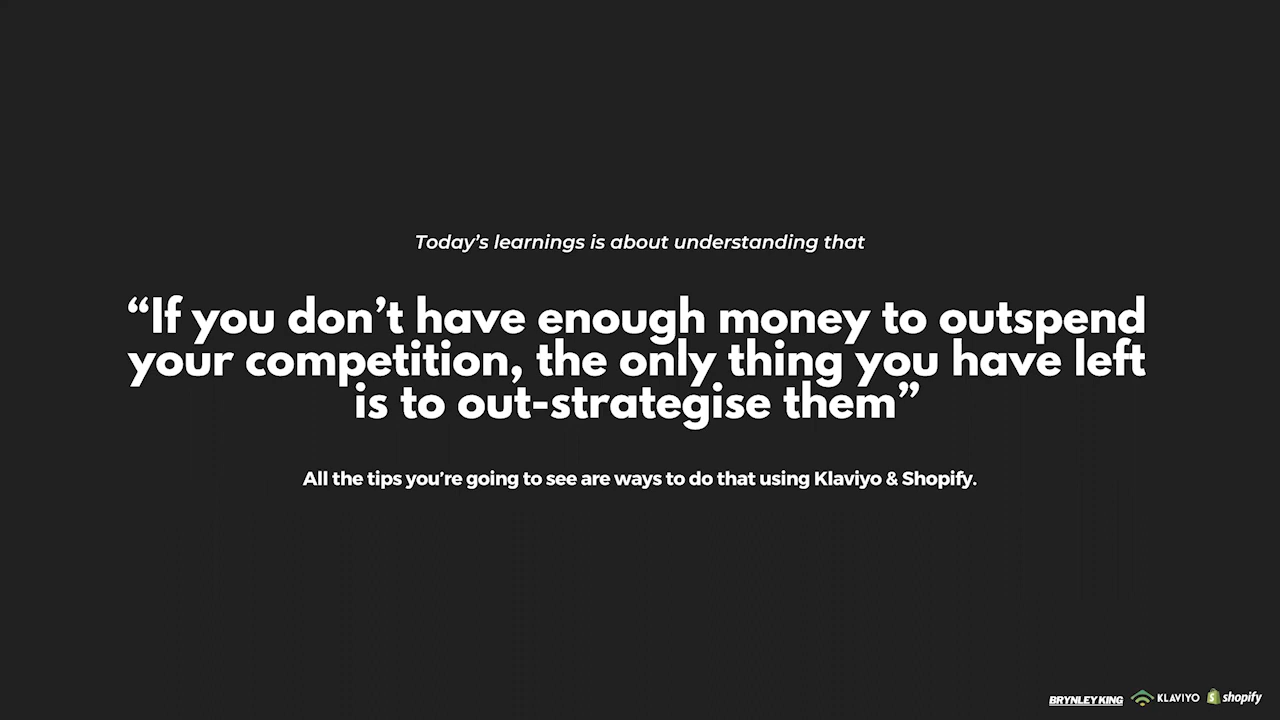 Today’s learnings is about understanding that
“If you don’t have enough money to outspend
your competition, the only thing you have left
is to out-strategise them”
All the tips you’re going to see are ways to do that using Klaviyo & Shopify.
BRYNLEY KING KLAVIYO shopify